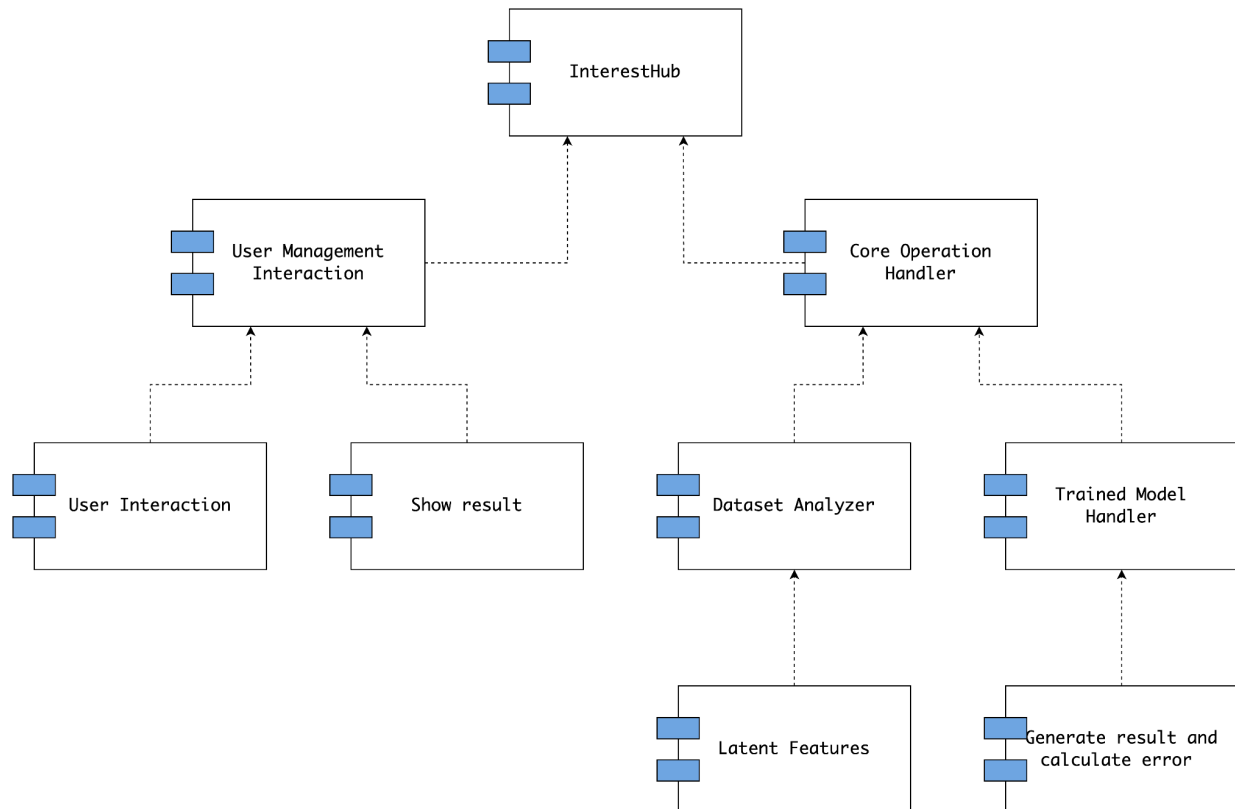 InterestHub
User Management
Interaction
Core Operation
Handler
User Interaction
Show result
Dataset Analyzer
Trained Model
Handler
Latent Features
Generate result and
calculate error